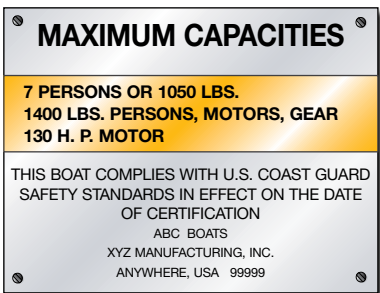 MAXIMUM CAPACITIES
7 PERSONS OR 1050 LBS.
1400 LBS. PERSONS, MOTORS, GEAR
130 H. P. MOTOR
THIS BOAT COMPLIES WITH U.S. COAST GUARD
SAFETY STANDARDS IN EFFECT ON THE DATE
OF CERTIFICATION
ABC BOATS
XYZ MANUFACTURING, INC.
ANYWHERE, USA 99999